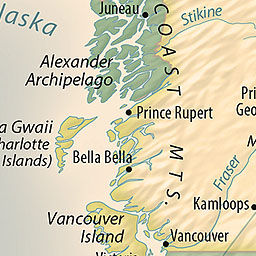 laska
Juneau
Stikine
COAST MTS.
Alexander
Archipelago
Prince Rupert
Pri
Geo
a Gwaii
harlotte
Islands)
Bella Bella
Fraser
Kamloops
Vancouver
Island
Vancouver
Victoria